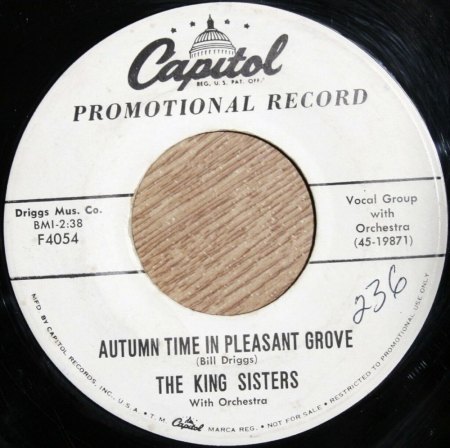 Capitol
REG. U.S. PAT. OFF.
PROMOTIONAL RECORD
Driggs Mus. Co.
BMI-2:38
F4054
Vocal Group
with
Orchestra
(45-19871)
236
AUTUMN TIME IN PLEASANT GROVE
(Bill Driggs)
THE KING SISTERS
With Orchestra
MFD. BY CAPITOL RECORDS, INC., U.S.A. • T.M. Capitol MARCA REG. • NOT FOR SALE • RESTRICTED TO PROMOTIONAL USE ONLY